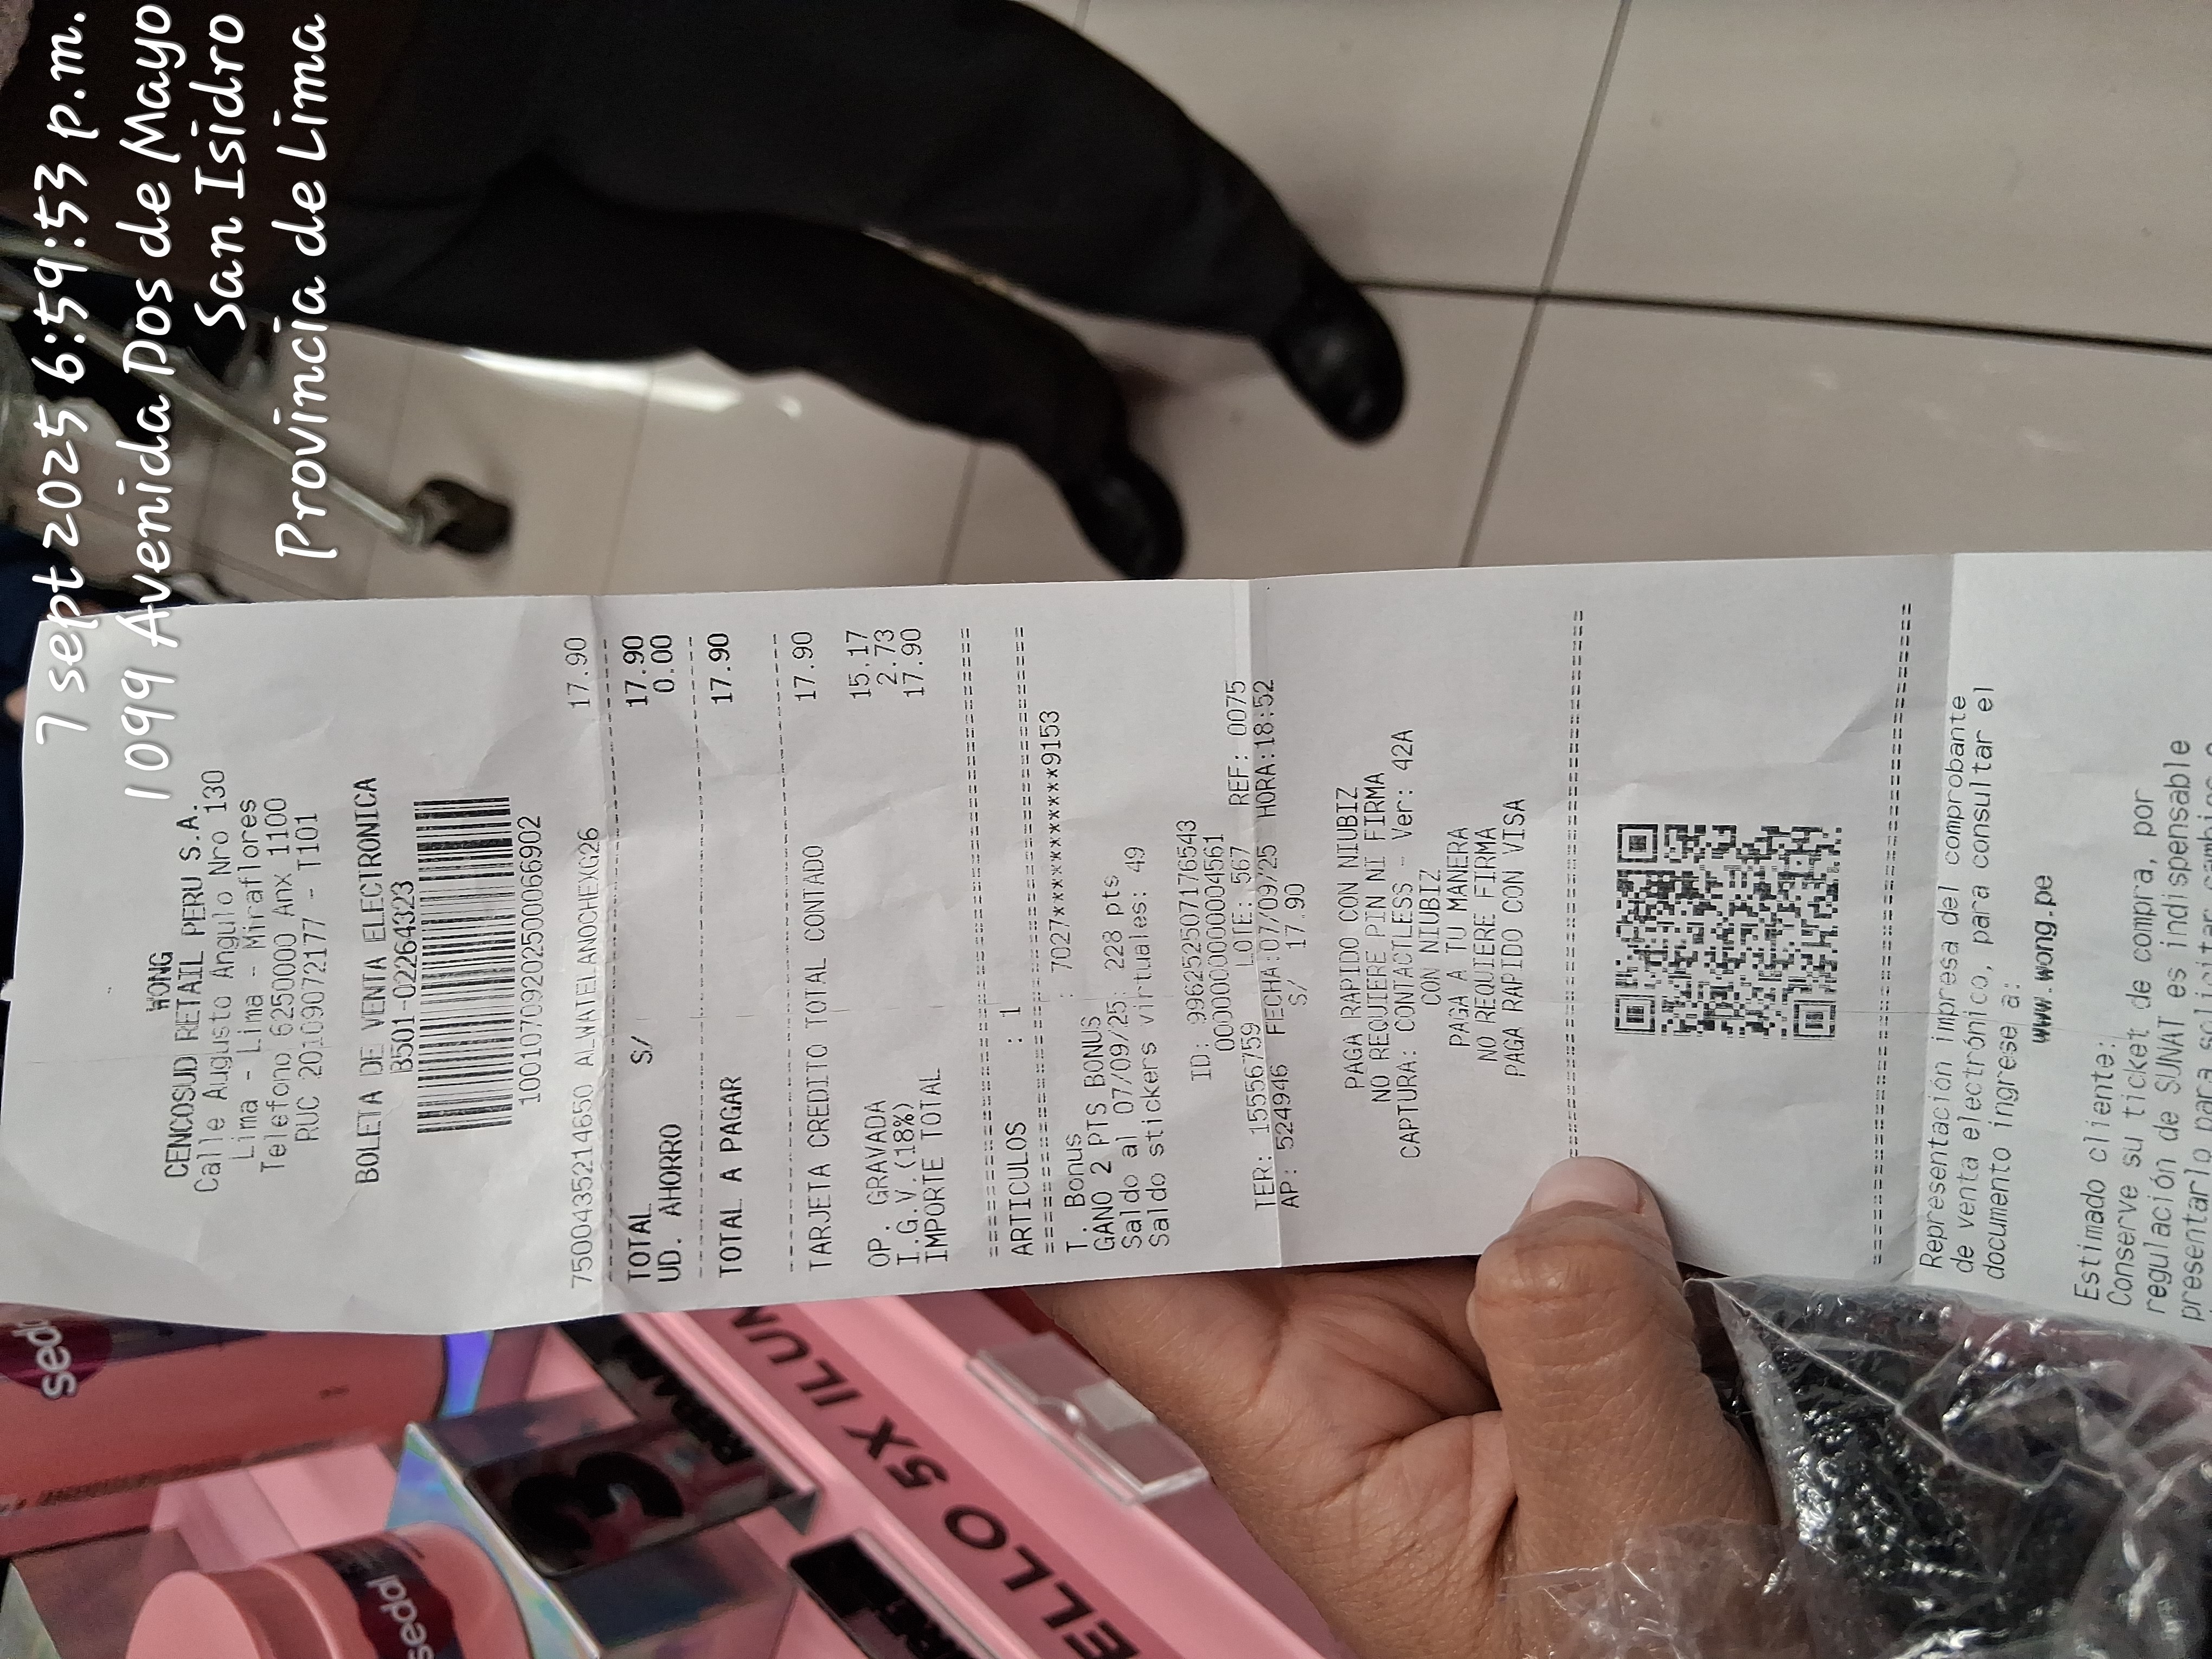 7 sept 2025 6:59:53 p.m.
1099 Avenida Dos de Mayo
San Isidro
Provincia de Lima
sedal
sedal
3
ELLO 5X ILUM
WONG
CENCOSUD RETAIL PERU S.A.
Calle Augusto Angulo Nro 130
Lima - Lima - Miraflores
Telefono 6250000 Anx 1100
RUC 20109072177 - T101
BOLETA DE VENTA ELECTRONICA
B501-02264323
10010709202500066902
7500435214650 ALWATELANOCHEXG26 17.90
TOTAL S/ 17.90
UD. AHORRO 0.00
TOTAL A PAGAR 17.90
TARJETA CREDITO TOTAL CONTADO 17.90
OP. GRAVADA 15.17
I.G.V.(18%) 2.73
IMPORTE TOTAL 17.90
ARTICULOS : 1
T. Bonus : 7027***********9153
GANO 2 PTS BONUS
Saldo al 07/09/25: 228 pts
Saldo stickers virtuales: 49
ID: 996252507176543
0000000000004561
TER: 15556759 LOTE: 567 REF: 0075
AP: 524946 FECHA:07/09/25 HORA:18:52
S/ 17.90
PAGA RAPIDO CON NIUBIZ
NO REQUIERE PIN NI FIRMA
CAPTURA: CONTACTLESS - Ver: 42A
CON NIUBIZ
PAGA A TU MANERA
NO REQUIERE FIRMA
PAGA RAPIDO CON VISA
Representación impresa del comprobante
de venta electrónico, para consultar el
documento ingrese a:
www.wong.pe
Estimado cliente:
Conserve su ticket de compra, por
regulación de SUNAT es indispensable
presentarlo para solicitar cambios o